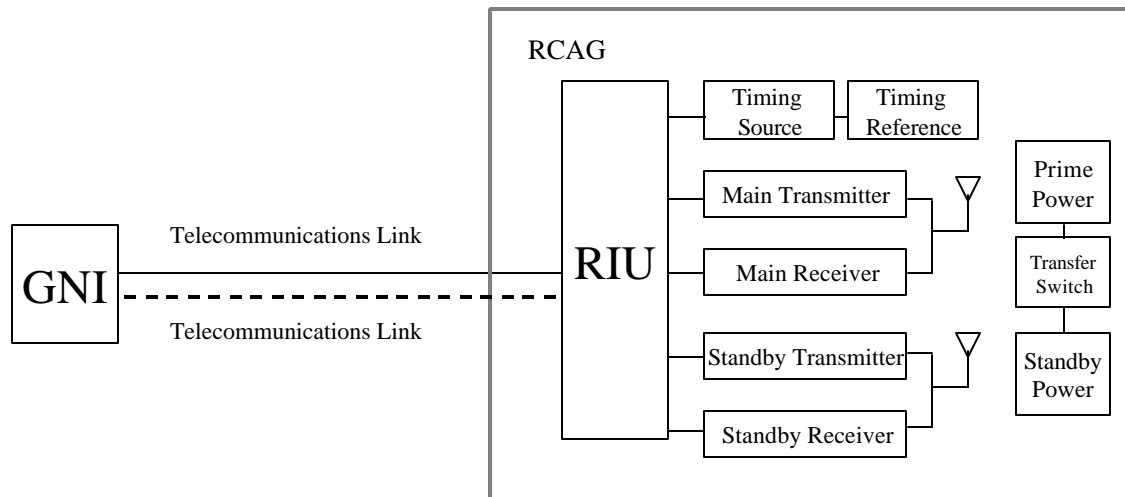 RCAG
Timing
Source
Timing
Reference
Main Transmitter
Prime
Power
Telecommunications Link
GNI
RIU
Main Receiver
Transfer
Switch
Telecommunications Link
Standby Transmitter
Standby
Power
Standby Receiver